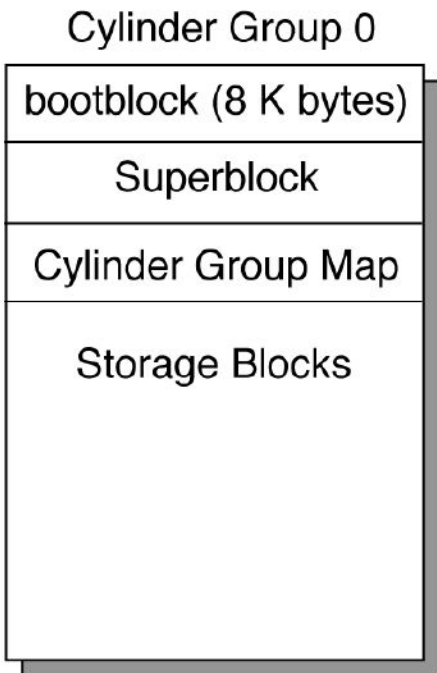 Cylinder Group 0
bootblock (8 K bytes)
Superblock
Cylinder Group Map
Storage Blocks